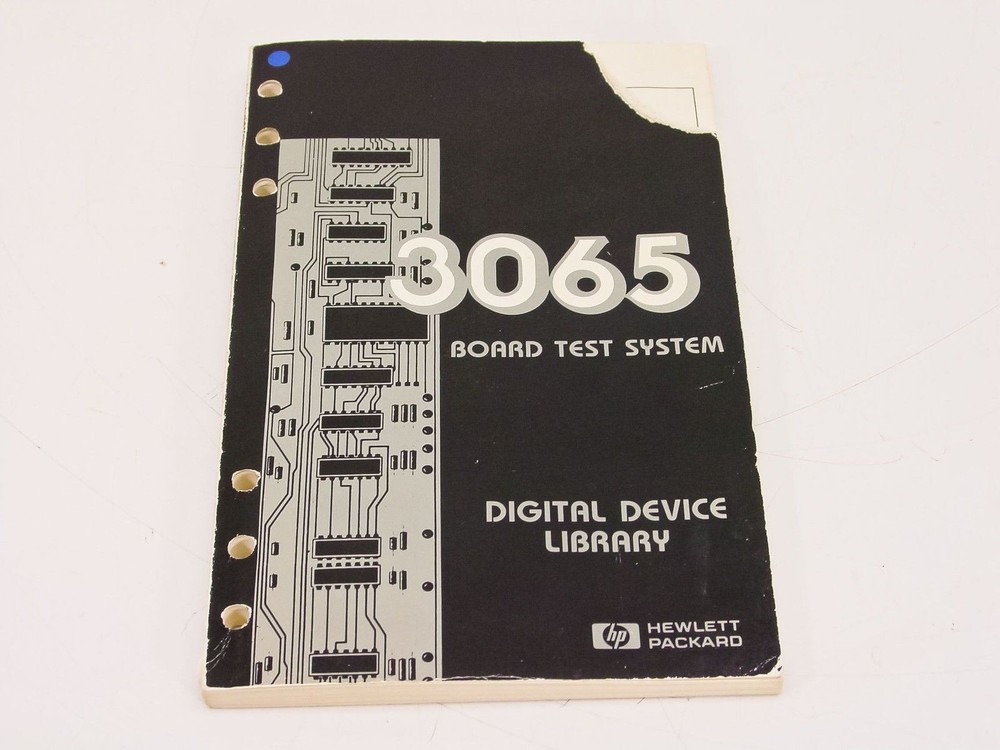 3065
BOARD TEST SYSTEM
DIGITAL DEVICE
LIBRARY
hp HEWLETT
PACKARD